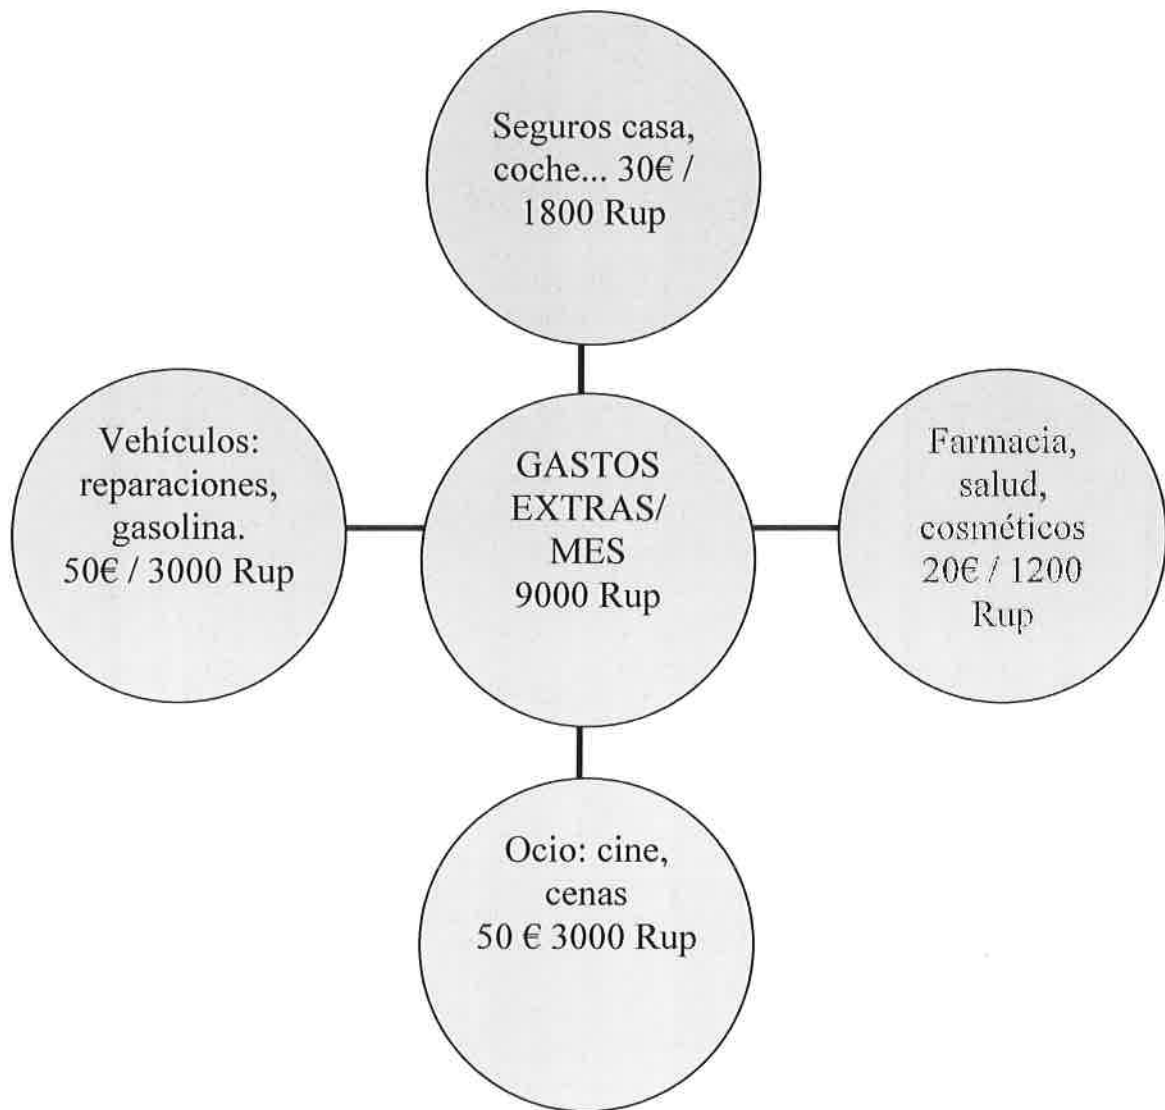 Seguros casa,
coche... 30€ /
1800 Rup
Vehículos:
reparaciones,
gasolina.
50€ / 3000 Rup
GASTOS
EXTRAS/
MES
9000 Rup
Farmacia,
salud,
cosméticos
20€ / 1200
Rup
Ocio: cine,
cenas
50 € 3000 Rup